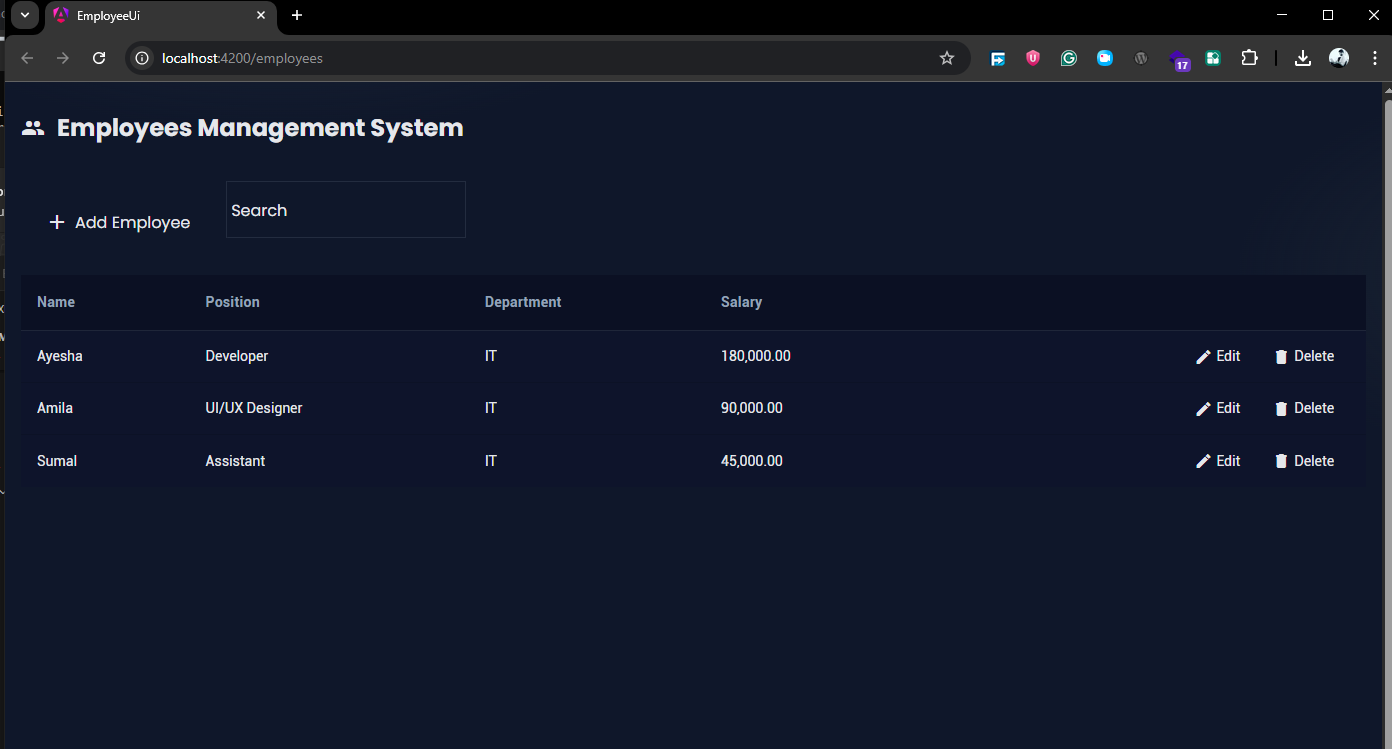 EmployeeUi
localhost:4200/employees
17
Employees Management System
Add Employee
Search
Name Position Department Salary
Ayesha Developer IT 180,000.00 Edit Delete
Amila UI/UX Designer IT 90,000.00 Edit Delete
Sumal Assistant IT 45,000.00 Edit Delete